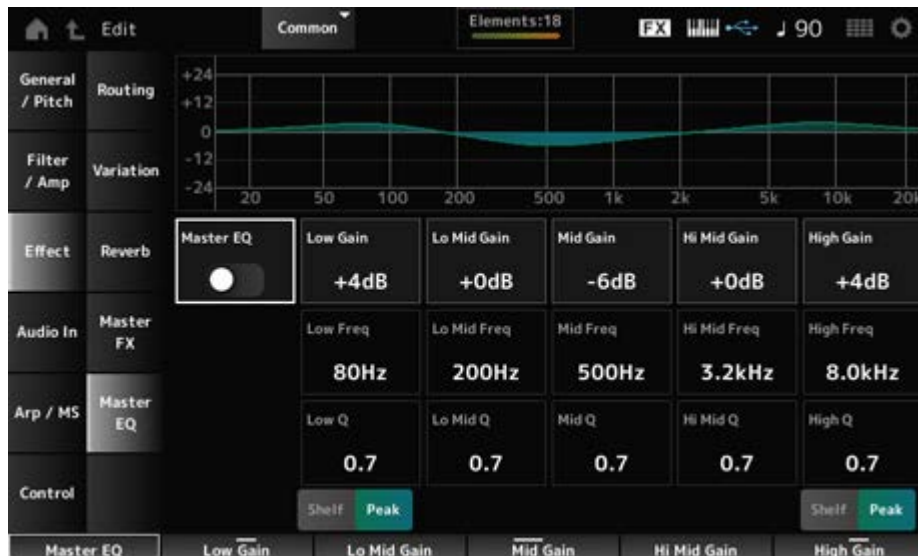 Edit
Common
Elements:18
FX
♩ 90
General
/ Pitch
Filter
/ Amp
Effect
Audio In
Arp / MS
Control
Routing
Variation
Reverb
Master
FX
Master
EQ
+24
+12
0
-12
-24
20 50 100 200 500 1k 2k 5k 10k 20k
Master EQ
Low Gain Lo Mid Gain Mid Gain Hi Mid Gain High Gain
+4dB +0dB -6dB +0dB +4dB
Low Freq Lo Mid Freq Mid Freq Hi Mid Freq High Freq
80Hz 200Hz 500Hz 3.2kHz 8.0kHz
Low Q Lo Mid Q Mid Q Hi Mid Q High Q
0.7 0.7 0.7 0.7 0.7
Shelf Peak Shelf Peak
Master EQ Low Gain Lo Mid Gain Mid Gain Hi Mid Gain High Gain